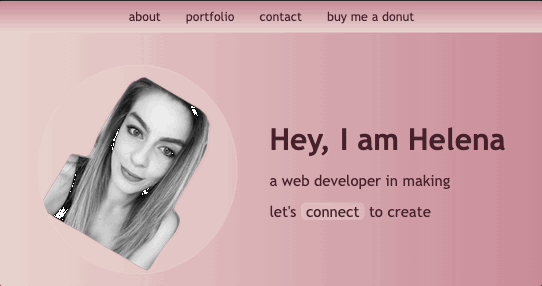 about portfolio contact buy me a donut
Hey, I am Helena
a web developer in making
let's connect to create